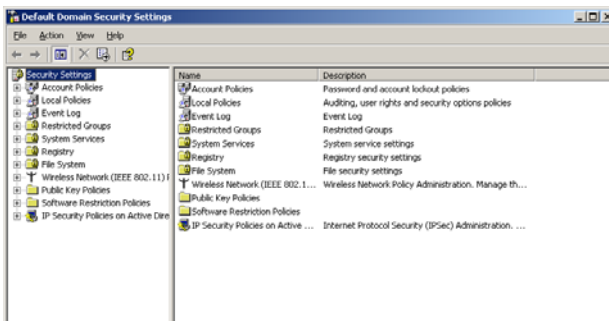 Default Domain Security Settings
File Action View Help
Security Settings
Account Policies
Local Policies
Event Log
Restricted Groups
System Services
Registry
File System
Wireless Network (IEEE 802.11) P
Public Key Policies
Software Restriction Policies
IP Security Policies on Active Dire
Name Description
Account Policies Password and account lockout policies
Local Policies Auditing, user rights and security options policies
Event Log Event Log
Restricted Groups Restricted Groups
System Services System service settings
Registry Registry security settings
File System File security settings
Wireless Network (IEEE 802.1... Wireless Network Policy Administration. Manage th...
Public Key Policies
Software Restriction Policies
IP Security Policies on Active ... Internet Protocol Security (IPSec) Administration. ...